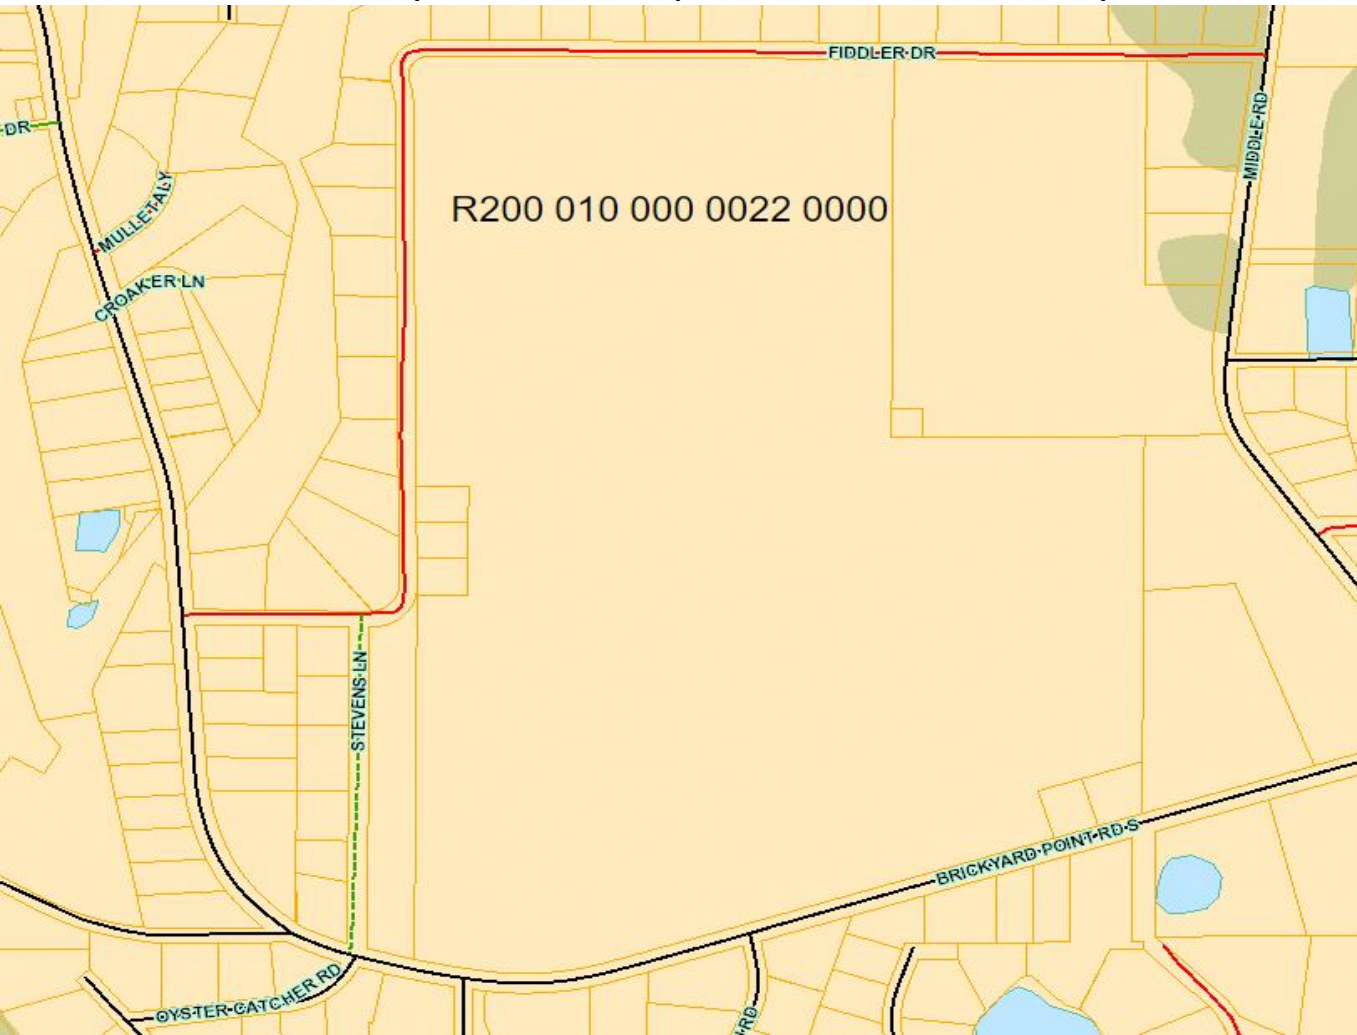 FIDDLER DR
MIDDLE RD
DR
MULLET ALY
R200 010 000 0022 0000
CROAKER LN
STEVENS LN
BRICKYARD POINT RD S
OYSTER CATCHER RD
RD